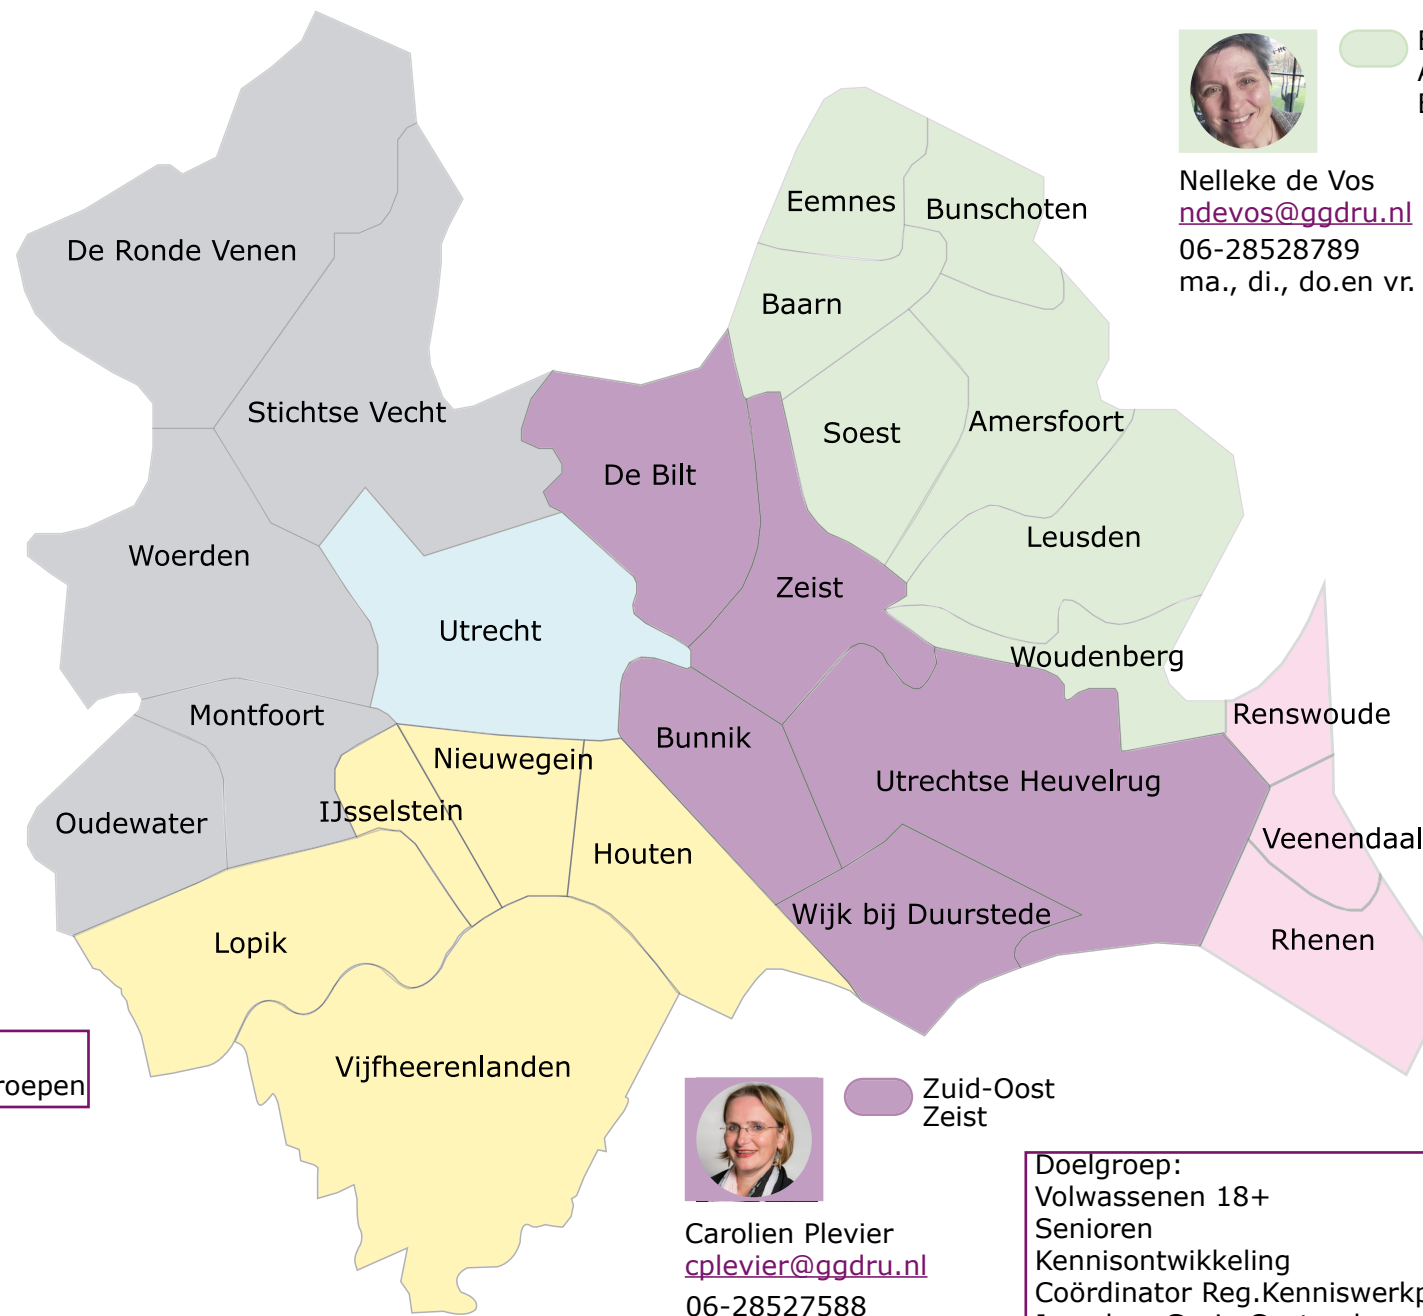 Nelleke de Vos
ndevos@ggdru.nl
06-28528789
ma., di., do.en vr.
Eemnes
Bunschoten
De Ronde Venen
Baarn
Stichtse Vecht
Soest
Amersfoort
De Bilt
Leusden
Woerden
Zeist
Utrecht
Woudenberg
Montfoort
Renswoude
Bunnik
Nieuwegein
Utrechtse Heuvelrug
IJsselstein
Oudewater
Veenendaal
Houten
Wijk bij Duurstede
Lopik
Rhenen
Vijfheerenlanden
roepen
Zuid-Oost
Zeist
Carolien Plevier
cplevier@ggdru.nl
06-28527588
Doelgroep:
Volwassenen 18+
Senioren
Kennisontwikkeling
Coördinator Reg.Kenniswerkp